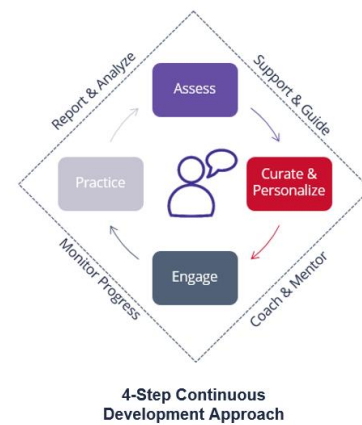 Report & Analyze
Assess
Support & Guide
Practice
Curate &
Personalize
Engage
Monitor Progress
Coach & Mentor
4-Step Continuous
Development Approach